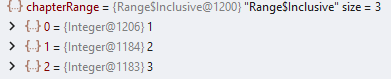 chapterRange = {Range$Inclusive@1200} "Range$Inclusive" size = 3
0 = {Integer@1206} 1
1 = {Integer@1184} 2
2 = {Integer@1183} 3